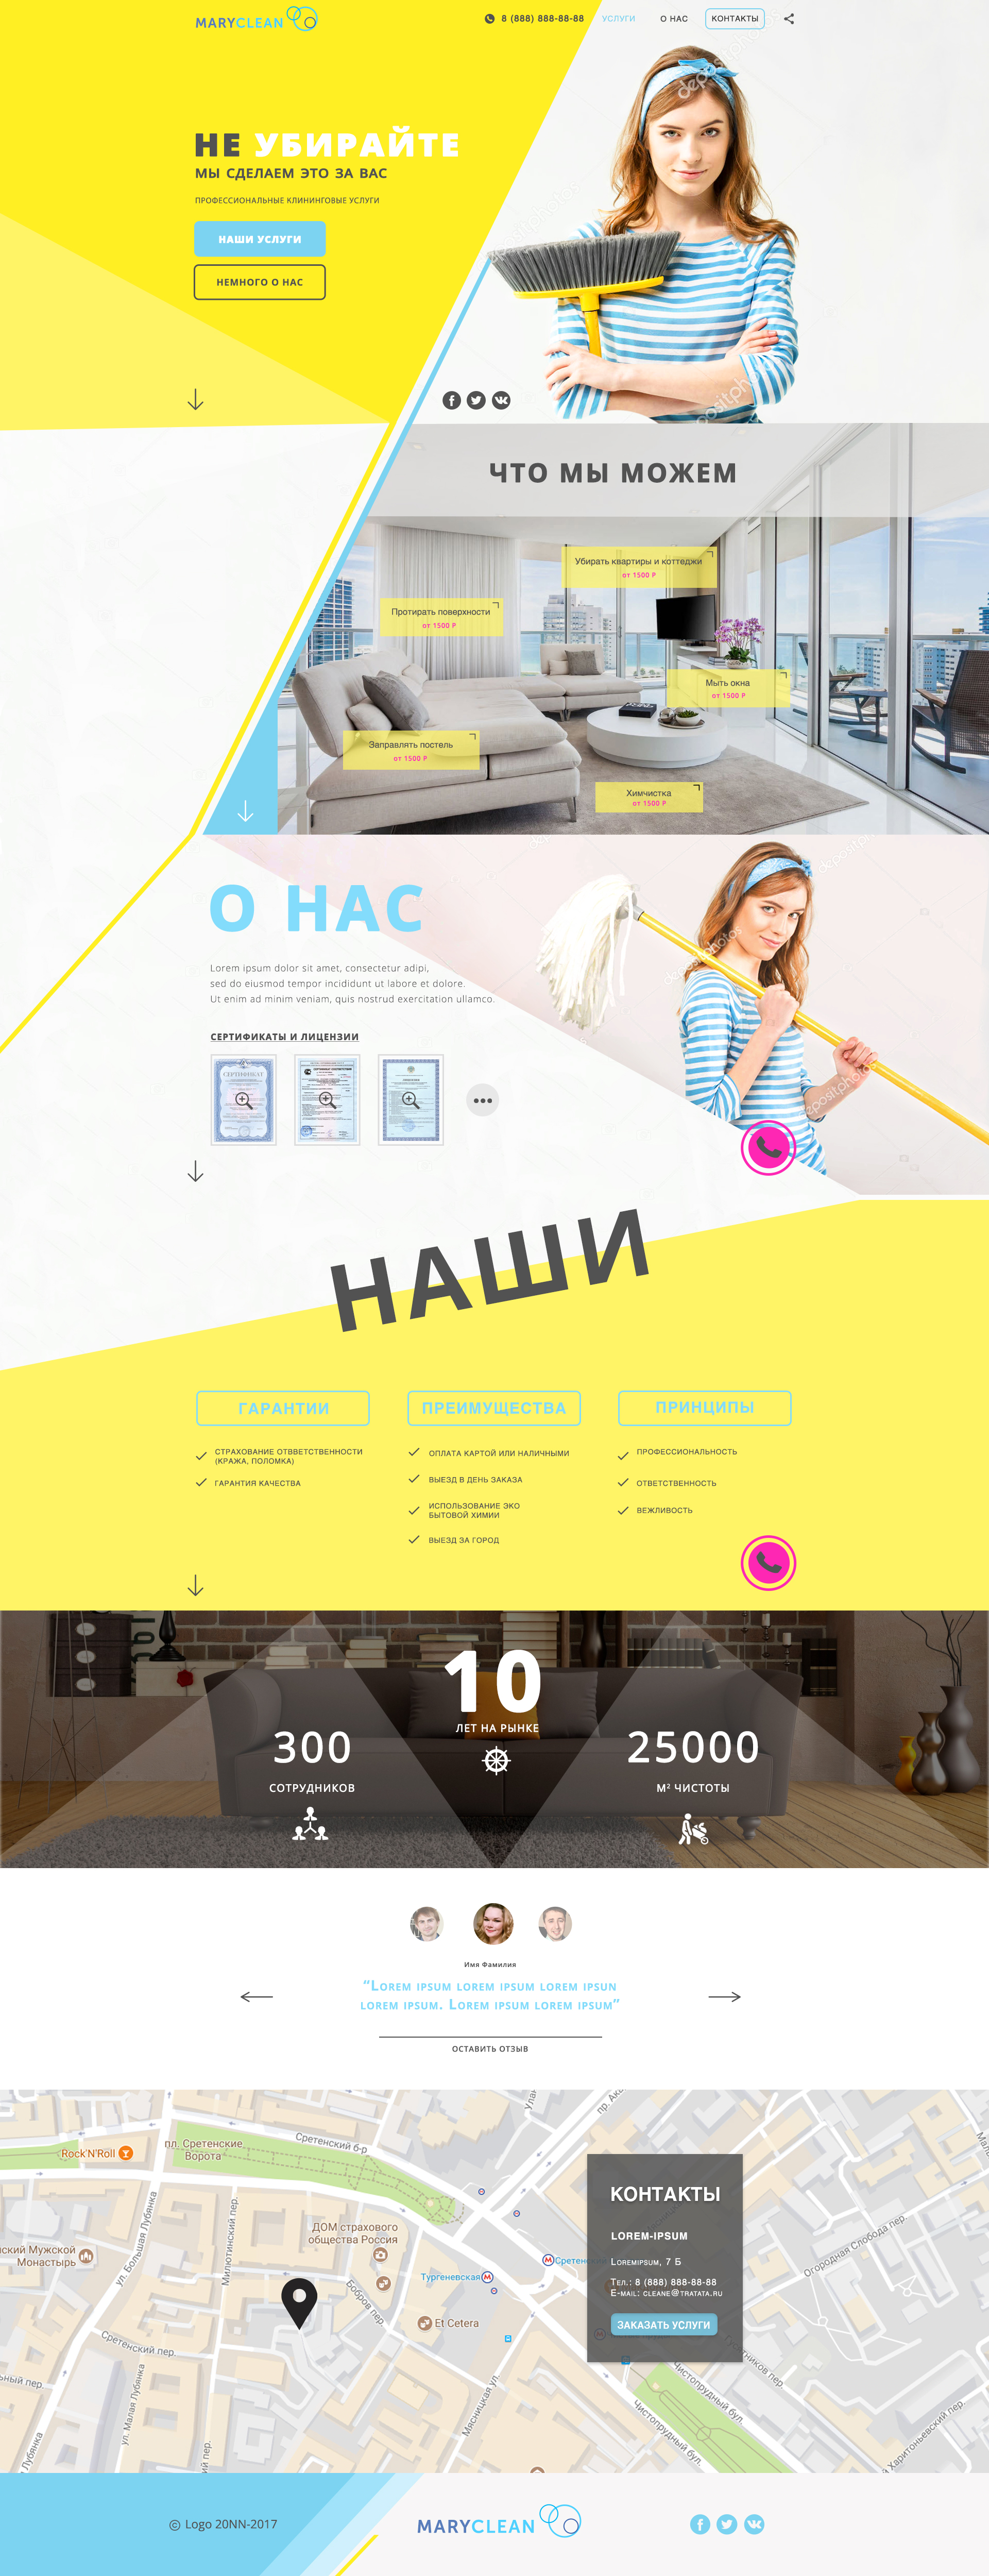 MARYCLEAN
8 (888) 888-88-88
УСЛУГИ
О НАС
КОНТАКТЫ
НЕ УБИРАЙТЕ
МЫ СДЕЛАЕМ ЭТО ЗА ВАС
ПРОФЕССИОНАЛЬНЫЕ КЛИНИНГОВЫЕ УСЛУГИ
НАШИ УСЛУГИ
НЕМНОГО О НАС
depositphotos
ЧТО МЫ МОЖЕМ
Убирать квартиры и коттеджи
от 1500 Р
Протирать поверхности
от 1500 Р
Мыть окна
от 1500 Р
Заправлять постель
от 1500 Р
Химчистка
от 1500 Р
О НАС
Lorem ipsum dolor sit amet, consectetur adipi,
sed do eiusmod tempor incididunt ut labore et dolore.
Ut enim ad minim veniam, quis nostrud exercitation ullamco.
СЕРТИФИКАТЫ И ЛИЦЕНЗИИ
СЕРТИФИКАТ
depositphotos
НАШИ
ГАРАНТИИ
СТРАХОВАНИЕ ОТВВЕТСТВЕННОСТИ
(КРАЖА, ПОЛОМКА)
ГАРАНТИЯ КАЧЕСТВА
ПРЕИМУЩЕСТВА
ОПЛАТА КАРТОЙ ИЛИ НАЛИЧНЫМИ
ВЫЕЗД В ДЕНЬ ЗАКАЗА
ИСПОЛЬЗОВАНИЕ ЭКО
БЫТОВОЙ ХИМИИ
ВЫЕЗД ЗА ГОРОД
ПРИНЦИПЫ
ПРОФЕССИОНАЛЬНОСТЬ
ОТВЕТСТВЕННОСТЬ
ВЕЖЛИВОСТЬ
10
ЛЕТ НА РЫНКЕ
300
СОТРУДНИКОВ
25000
М² ЧИСТОТЫ
Имя Фамилия
“Lorem ipsum lorem ipsum lorem ipsun
lorem ipsum. Lorem ipsum lorem ipsum”
ОСТАВИТЬ ОТЗЫВ
Rock'N'Roll
пл. Сретенские
Ворота
Сретенский б-р
ДОМ страхового
общества Россия
ский Мужской
Монастырь
ул. Большая Лубянка
Милютинский пер.
Бобров пер.
Тургеневская
Et Cetera
Сретенский пер.
ул. Малая Лубянка
Мясницкая ул.
Чистопрудный бул.
Чистопрудный бул.
Огородная Слобода пер.
Харитоньевский пер.
КОНТАКТЫ
LOREM-IPSUM
Loremipsum, 7 Б
Тел.: 8 (888) 888-88-88
E-mail: cleane@tratata.ru
ЗАКАЗАТЬ УСЛУГИ
© Logo 20NN-2017
MARYCLEAN